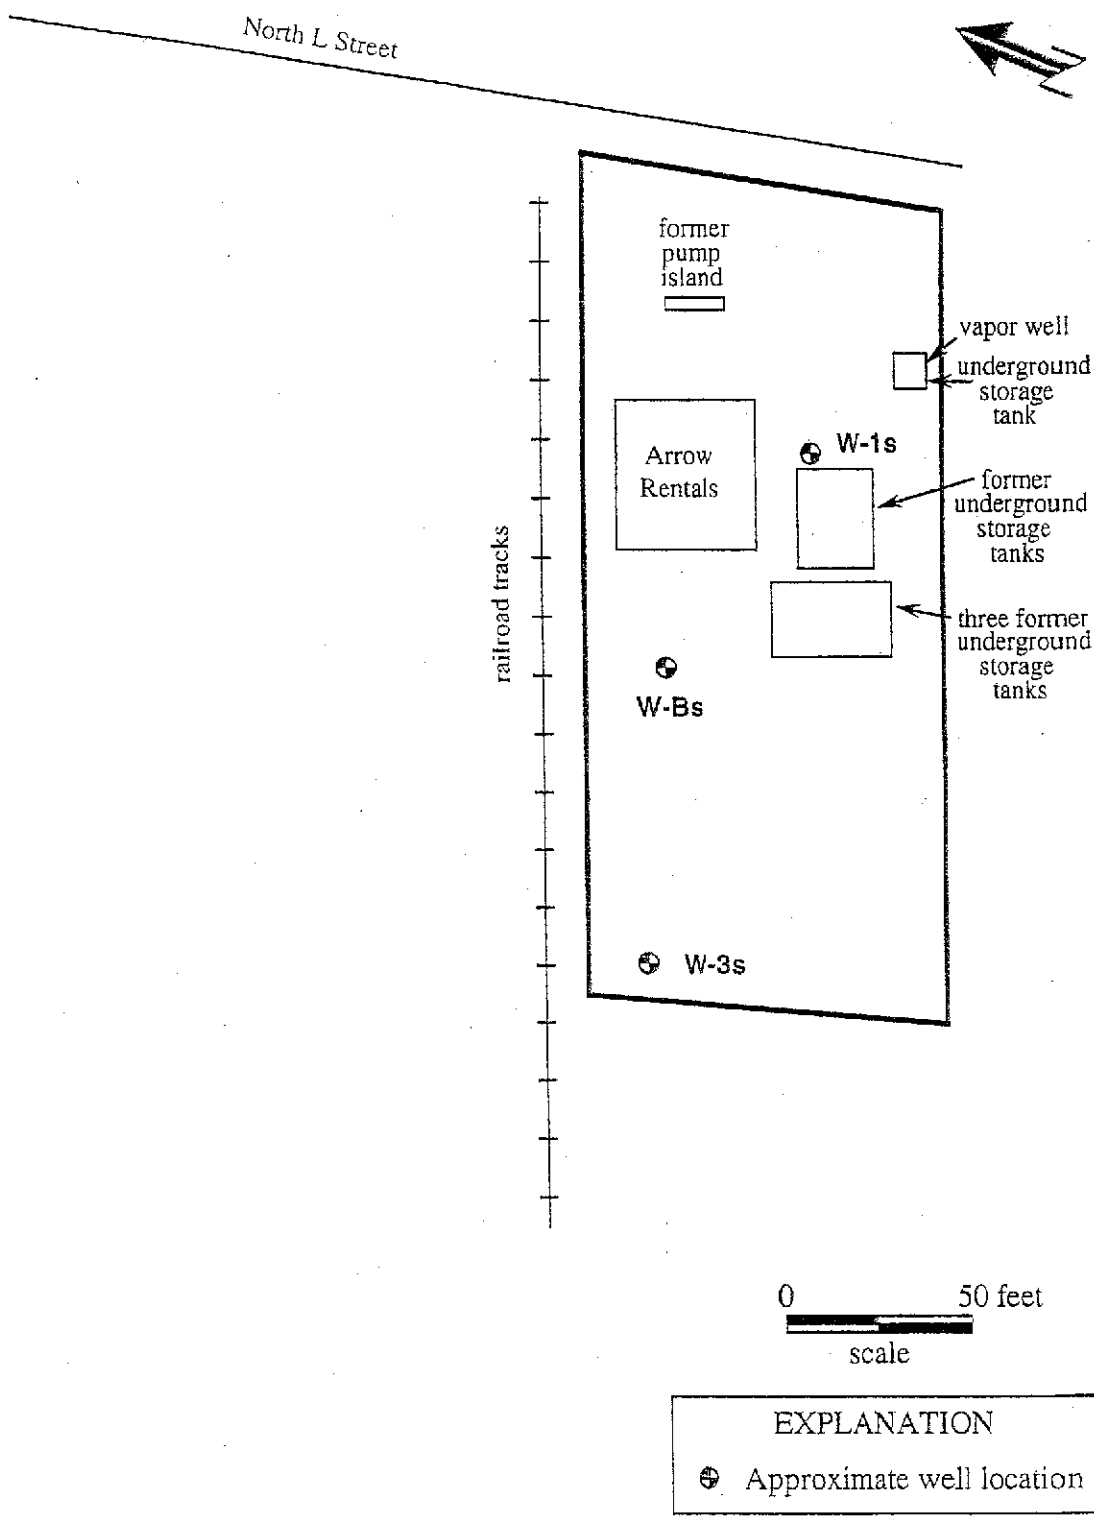 North L Street
former
pump
island
vapor well
underground
storage
tank
W-1s
Arrow
Rentals
former
underground
storage
tanks
railroad tracks
three former
underground
storage
tanks
W-Bs
W-3s
0 50 feet
scale
EXPLANATION
Approximate well location